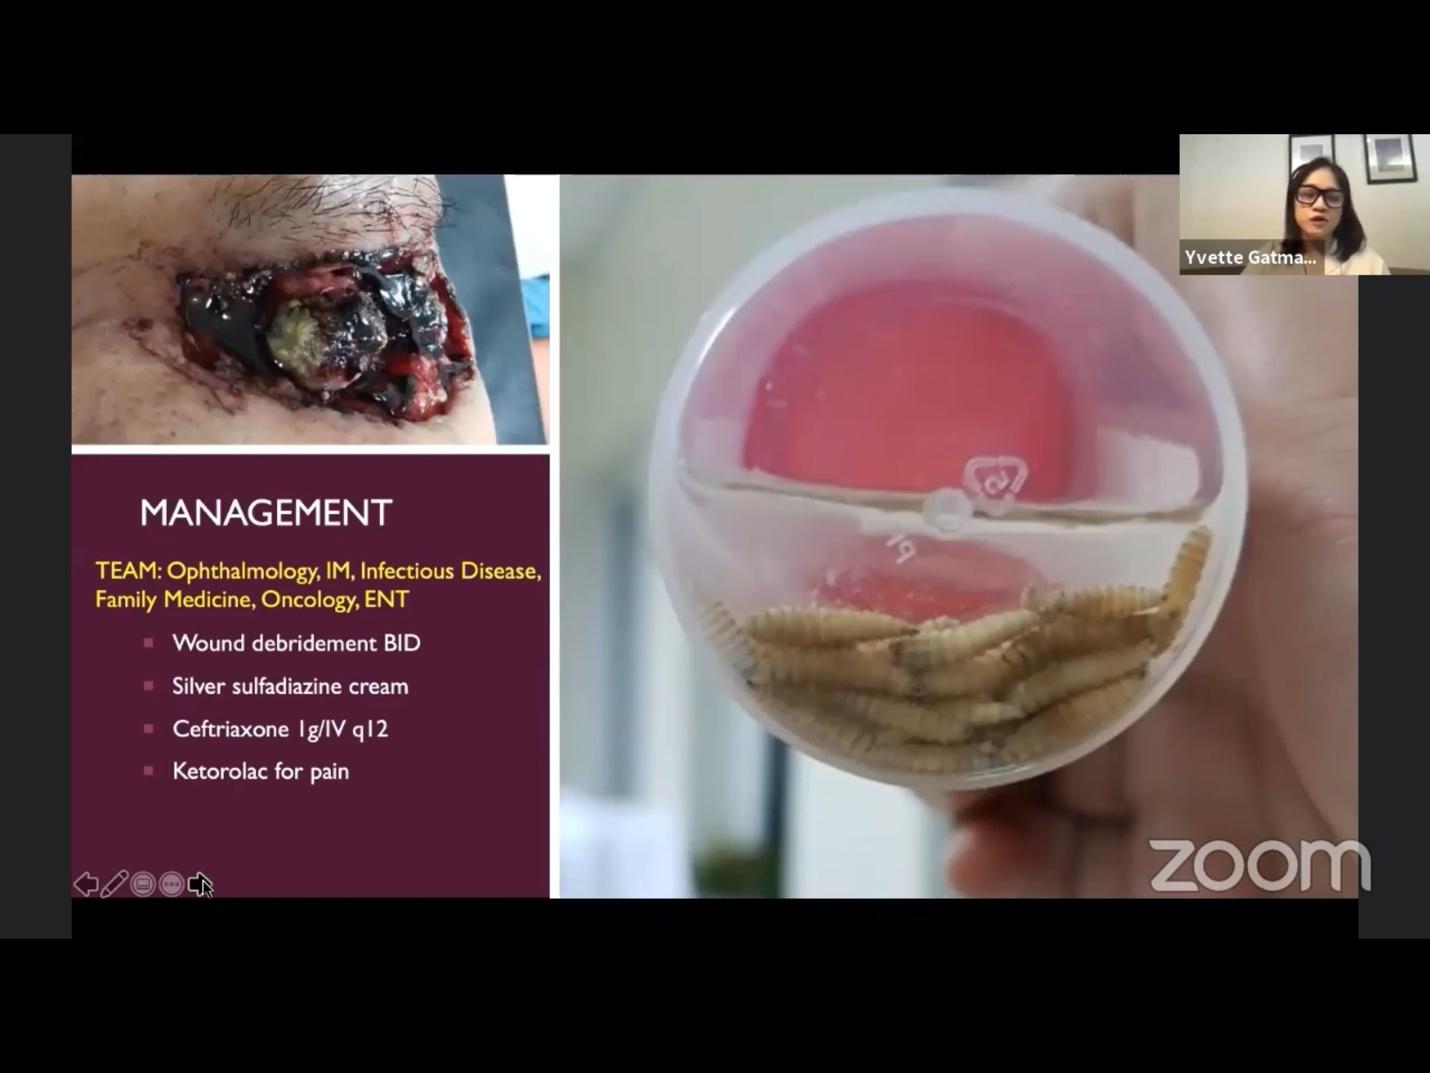 Yvette Gatma...
MANAGEMENT
TEAM: Ophthalmology, IM, Infectious Disease,
Family Medicine, Oncology, ENT
Wound debridement BID
Silver sulfadiazine cream
Ceftriaxone 1g/IV q12
Ketorolac for pain
5
zoom